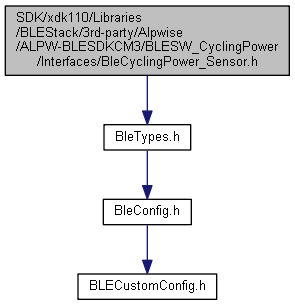 SDK/xdk110/Libraries
/BLEStack/3rd-party/Alpwise
/ALPW-BLESDKCM3/BLESW_CyclingPower
/Interfaces/BleCyclingPower_Sensor.h
BleTypes.h
BleConfig.h
BLECustomConfig.h